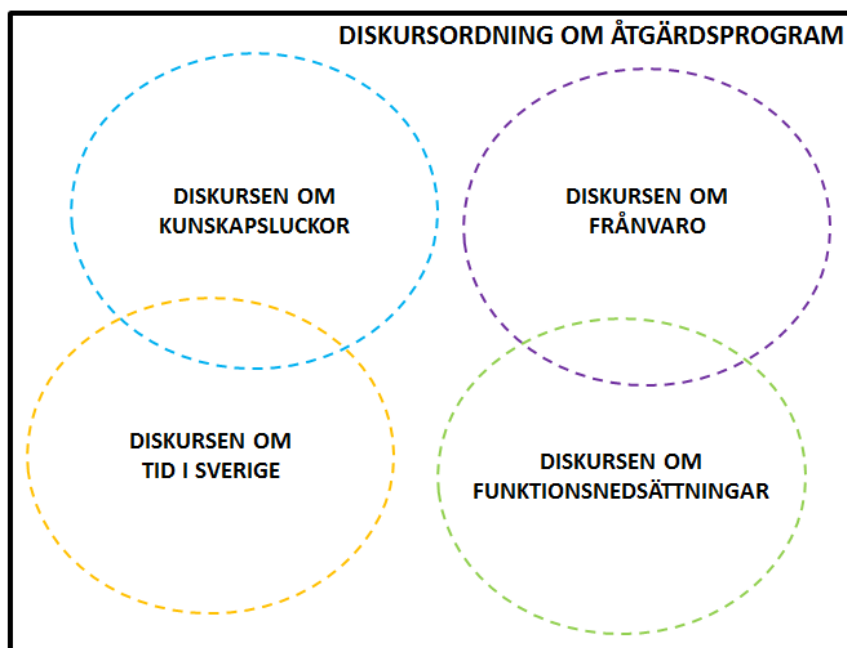 DISKURSORDNING OM ÅTGÄRDSPROGRAM
DISKURSEN OM
KUNSKAPSLUCKOR
DISKURSEN OM
FRÅNVARO
DISKURSEN OM
TID I SVERIGE
DISKURSEN OM
FUNKTIONSNEDSÄTTNINGAR